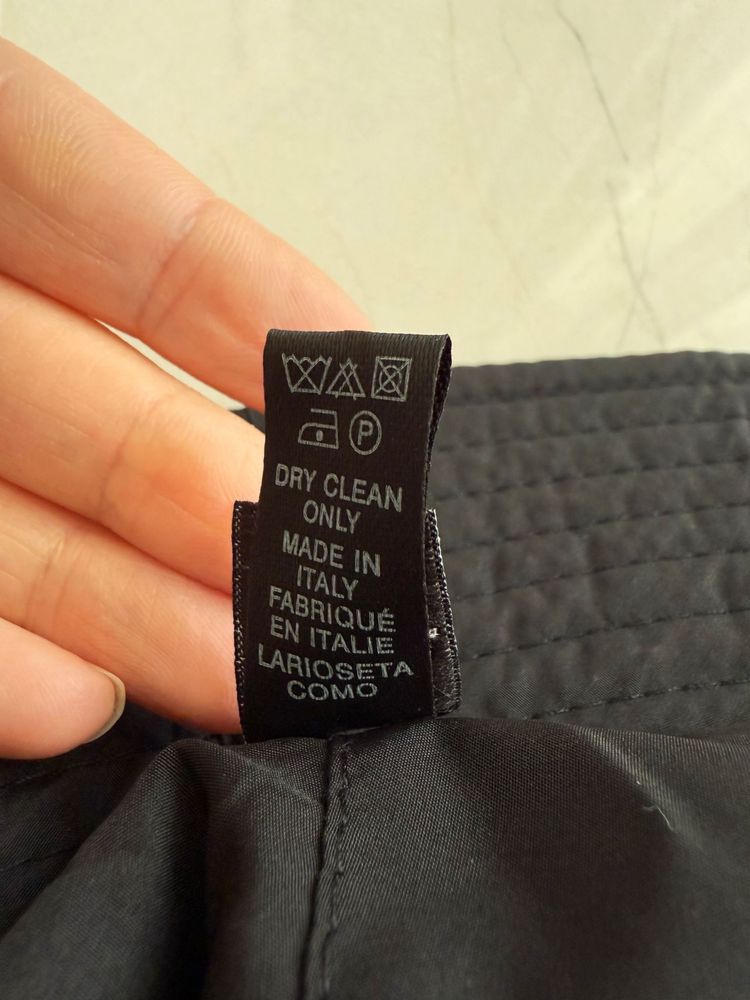 P
DRY CLEAN
ONLY
MADE IN
ITALY
FABRIQUÉ
EN ITALIE
LARIOSETA
COMO